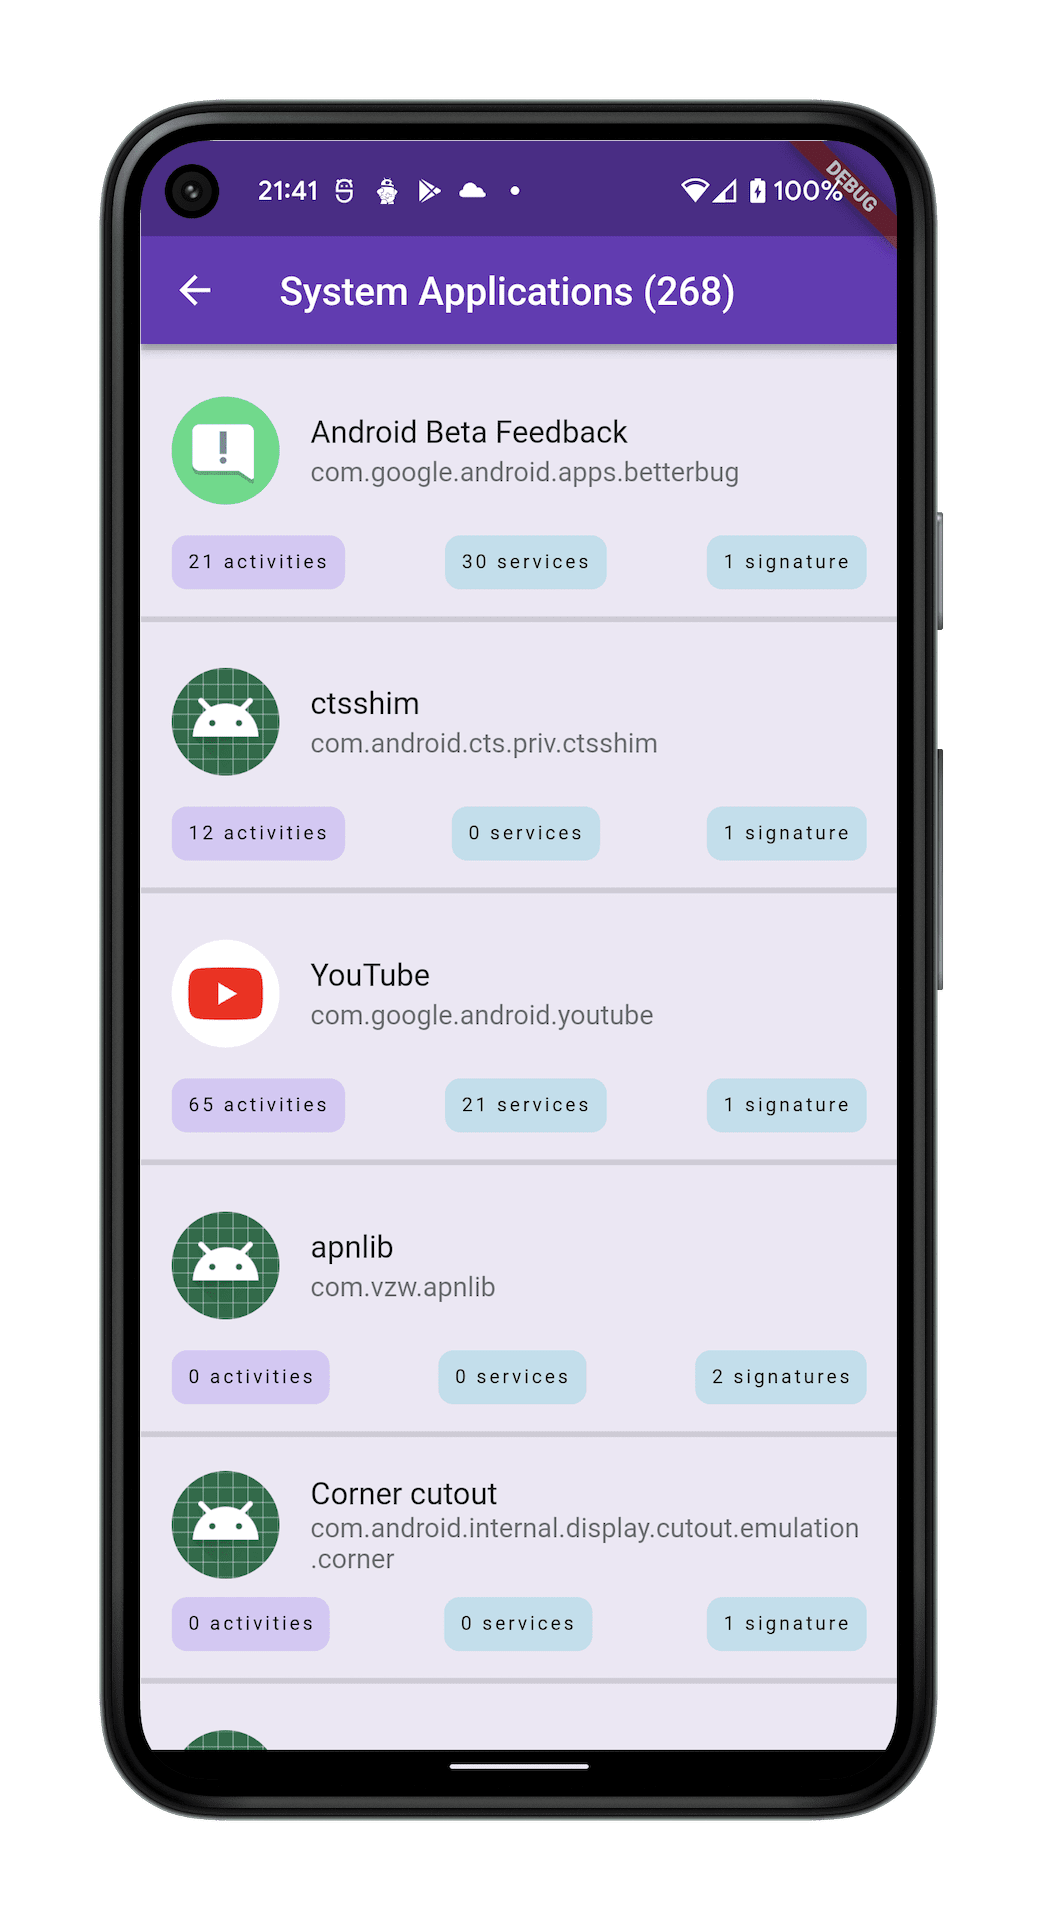 21:41
100%
DEBUG
System Applications (268)
Android Beta Feedback
com.google.android.apps.betterbug
21 activities
30 services
1 signature
ctsshim
com.android.cts.priv.ctsshim
12 activities
0 services
1 signature
YouTube
com.google.android.youtube
65 activities
21 services
1 signature
apnlib
com.vzw.apnlib
0 activities
0 services
2 signatures
Corner cutout
com.android.internal.display.cutout.emulation
.corner
0 activities
0 services
1 signature